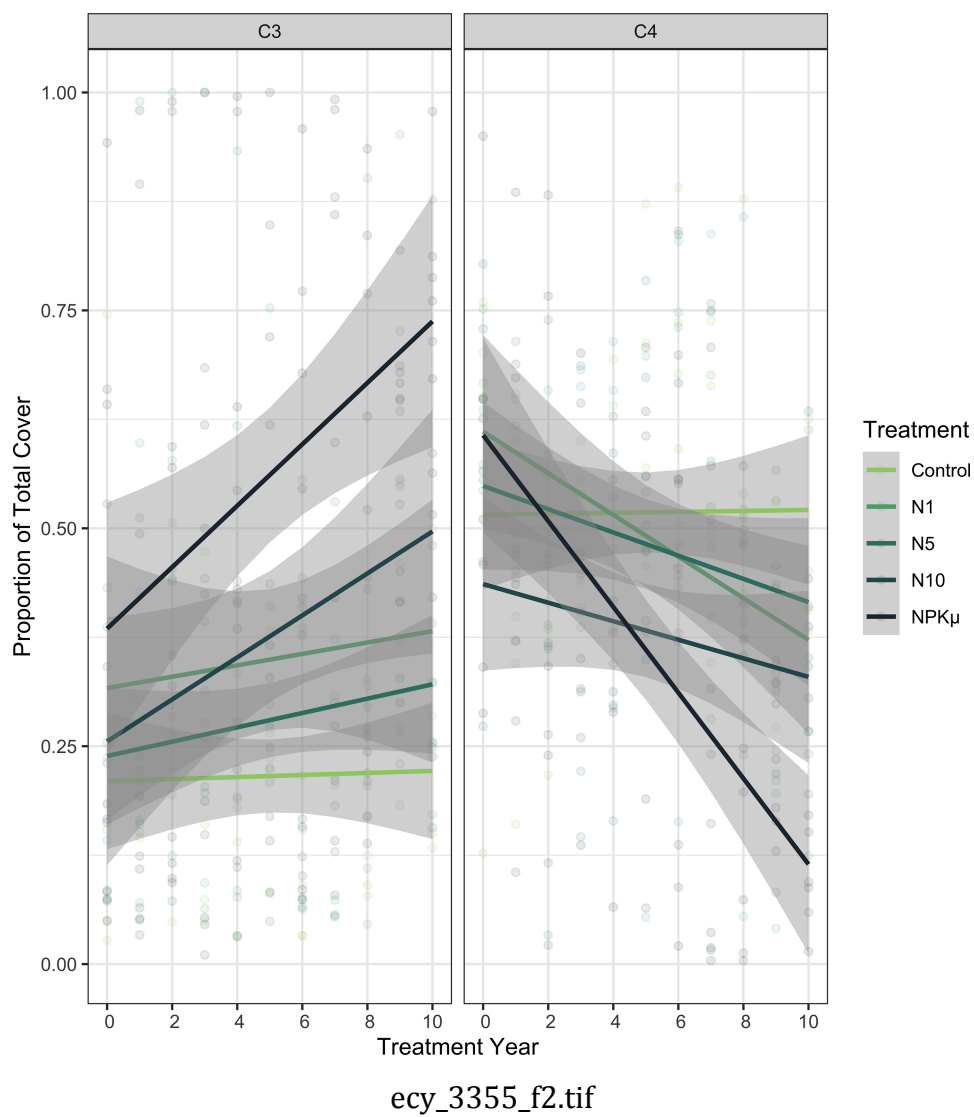 C3 C4
Proportion of Total Cover
1.00
0.75
0.50
0.25
0.00
0 2 4 6 8 10 0 2 4 6 8 10
Treatment Year
Treatment
Control
N1
N5
N10
NPKμ
ecy_3355_f2.tif